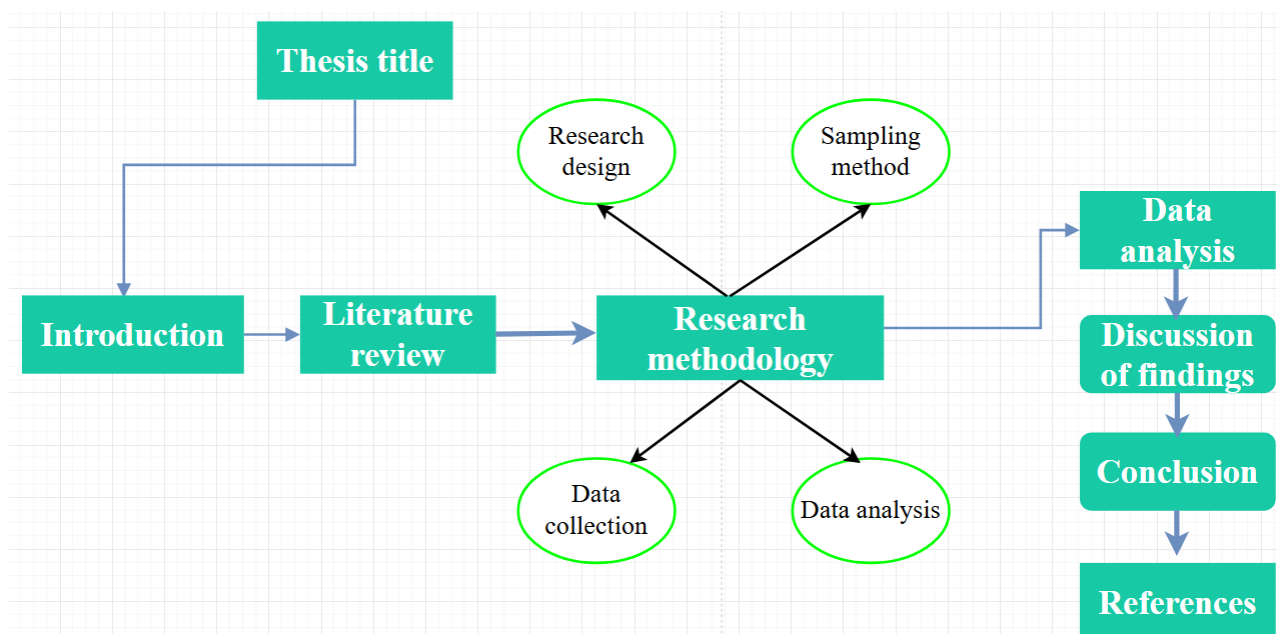 Thesis title
Research
design
Sampling
method
Data
analysis
Introduction
Literature
review
Research
methodology
Discussion
of findings
Conclusion
Data
collection
Data analysis
References